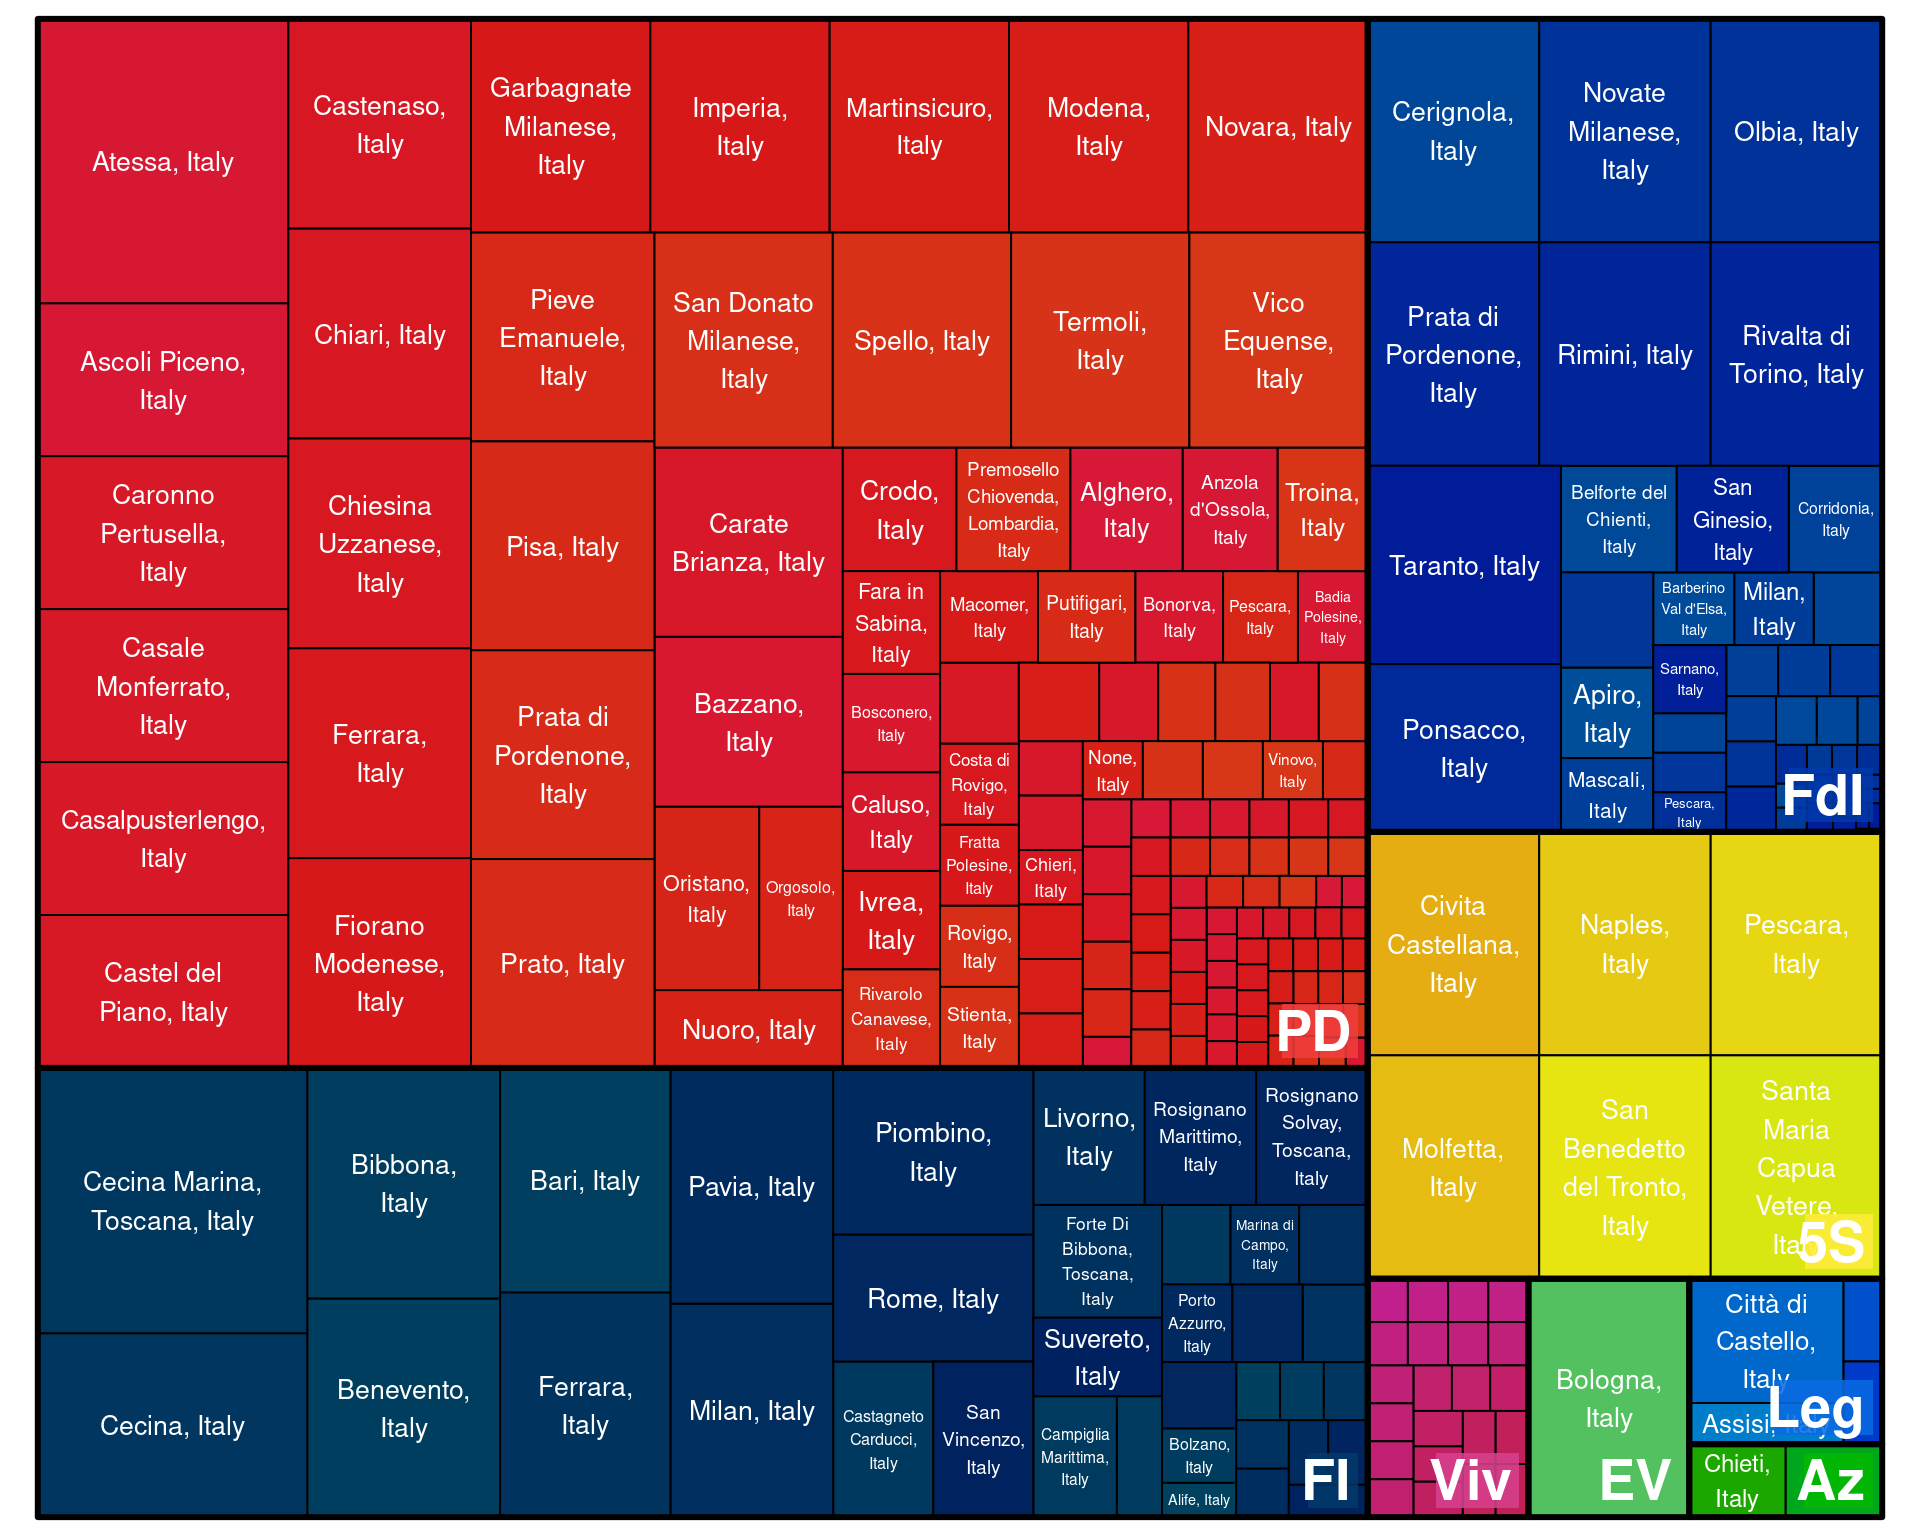 Atessa, Italy
Ascoli Piceno,
Italy
Caronno
Pertusella,
Italy
Casale
Monferrato,
Italy
Casalpusterlengo,
Italy
Castel del
Piano, Italy
Castenaso,
Italy
Chiari, Italy
Chiesina
Uzzanese,
Italy
Ferrara,
Italy
Fiorano
Modenese,
Italy
Garbagnate
Milanese,
Italy
Imperia,
Italy
Martinsicuro,
Italy
Modena,
Italy
Novara, Italy
Pieve
Emanuele,
Italy
San Donato
Milanese,
Italy
Spello, Italy
Termoli,
Italy
Vico
Equense,
Italy
Pisa, Italy
Prata di
Pordenone,
Italy
Prato, Italy
Carate
Brianza, Italy
Bazzano,
Italy
Oristano,
Italy
Orgosolo,
Italy
Nuoro, Italy
Crodo,
Italy
Premosello
Chiovenda,
Lombardia,
Italy
Alghero,
Italy
Anzola
d'Ossola,
Italy
Troina,
Italy
Fara in
Sabina,
Italy
Macomer,
Italy
Putifigari,
Italy
Bonorva,
Italy
Pescara,
Italy
Badia
Polesine,
Italy
Bosconero,
Italy
Caluso,
Italy
Ivrea,
Italy
Rivarolo
Canavese,
Italy
Costa di
Rovigo,
Italy
Fratta
Polesine,
Italy
Rovigo,
Italy
Stienta,
Italy
None,
Italy
Vinovo,
Italy
Chieri,
Italy
PD
Cerignola,
Italy
Novate
Milanese,
Italy
Olbia, Italy
Prata di
Pordenone,
Italy
Rimini, Italy
Rivalta di
Torino, Italy
Taranto, Italy
Ponsacco,
Italy
Belforte del
Chienti,
Italy
San
Ginesio,
Italy
Corridonia,
Italy
Barberino
Val d'Elsa,
Italy
Milan,
Italy
Apiro,
Italy
Sarnano,
Italy
Mascali,
Italy
Pescara,
Italy
FdI
Civita
Castellana,
Italy
Naples,
Italy
Pescara,
Italy
Molfetta,
Italy
San
Benedetto
del Tronto,
Italy
Santa
Maria
Capua
Vetere,
Italy
5S
Cecina Marina,
Toscana, Italy
Cecina, Italy
Bibbona,
Italy
Benevento,
Italy
Bari, Italy
Ferrara,
Italy
Pavia, Italy
Milan, Italy
Piombino,
Italy
Rome, Italy
Castagneto
Carducci,
Italy
San
Vincenzo,
Italy
Livorno,
Italy
Rosignano
Marittimo,
Italy
Rosignano
Solvay,
Toscana,
Italy
Forte Di
Bibbona,
Toscana,
Italy
Marina di
Campo,
Italy
Porto
Azzurro,
Italy
Suvereto,
Italy
Campiglia
Marittima,
Italy
Bolzano,
Italy
Alife, Italy
FI
Viv
Bologna,
Italy
EV
Città di
Castello,
Italy
Assisi, Italy
Leg
Chieti,
Italy
Az